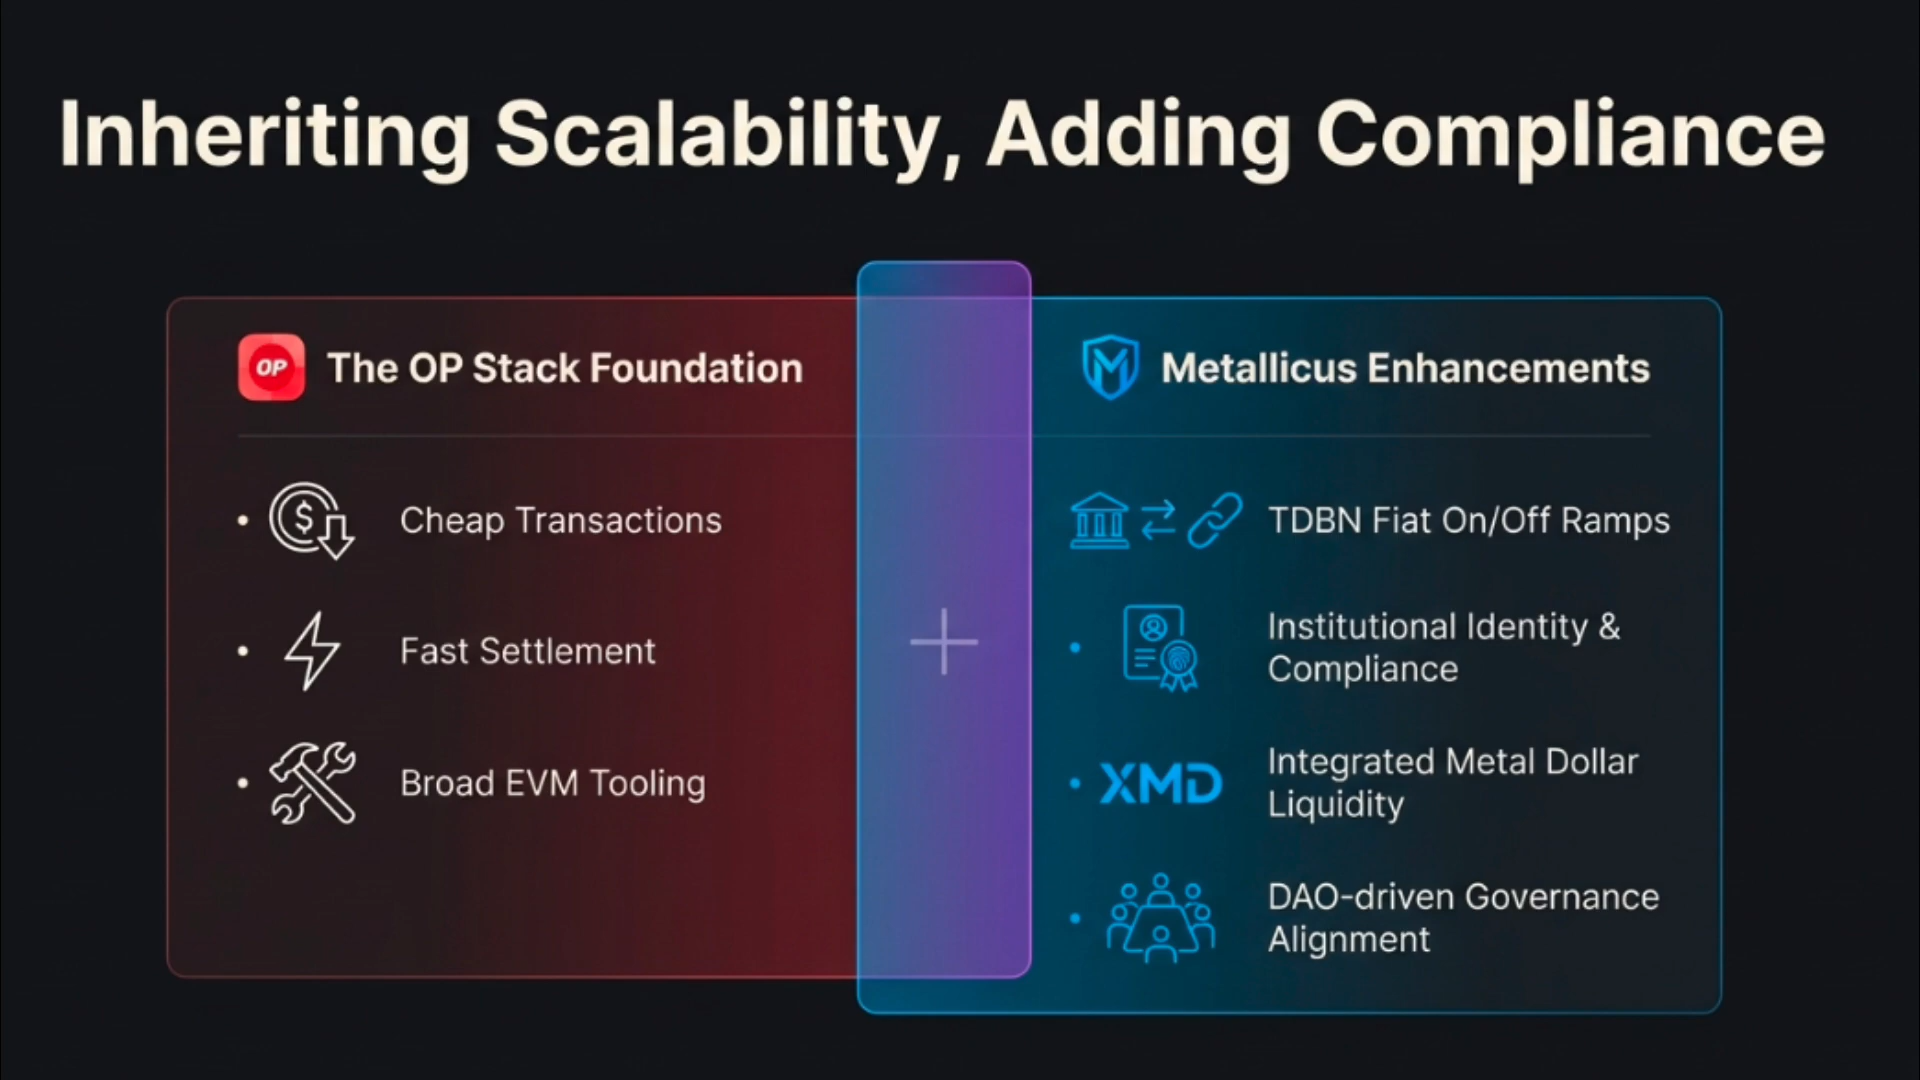 Inheriting Scalability, Adding Compliance
OP
The OP Stack Foundation
$
Cheap Transactions
Fast Settlement
Broad EVM Tooling
+
M
Metallicus Enhancements
TDBN Fiat On/Off Ramps
Institutional Identity &
Compliance
XMD
Integrated Metal Dollar
Liquidity
DAO-driven Governance
Alignment